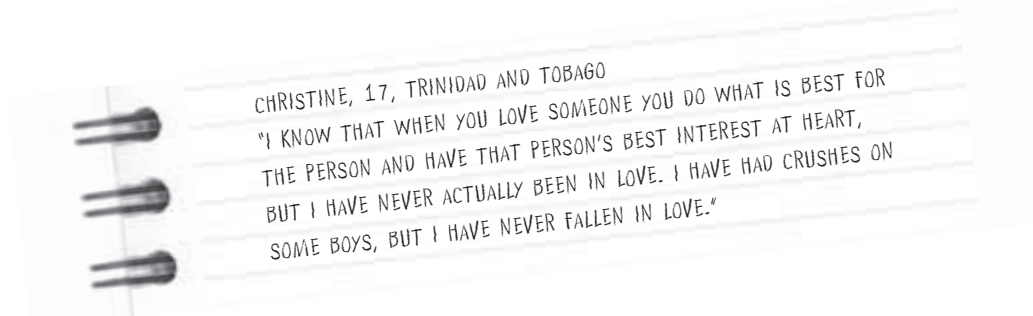 CHRISTINE, 17, TRINIDAD AND TOBAGO
"I KNOW THAT WHEN YOU LOVE SOMEONE YOU DO WHAT IS BEST FOR
THE PERSON AND HAVE THAT PERSON'S BEST INTEREST AT HEART,
BUT I HAVE NEVER ACTUALLY BEEN IN LOVE. I HAVE HAD CRUSHES ON
SOME BOYS, BUT I HAVE NEVER FALLEN IN LOVE."